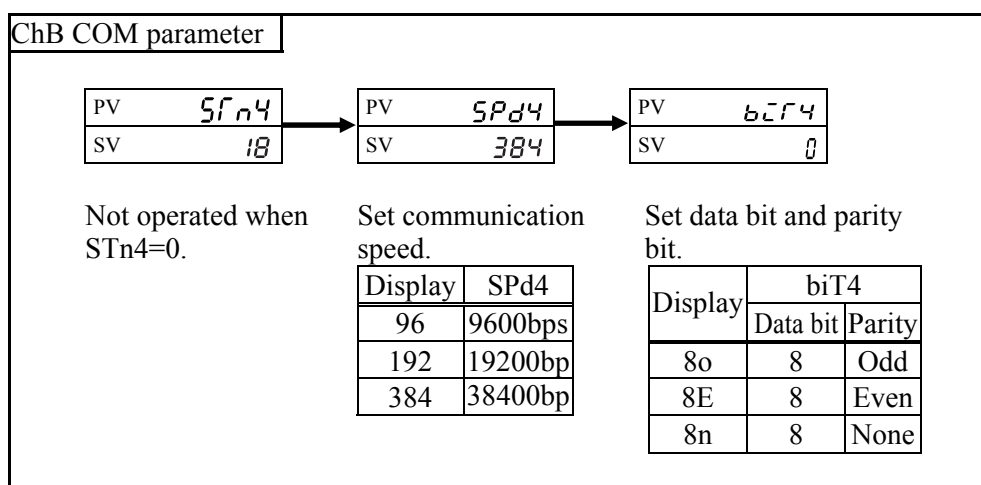 ChB COM parameter
PV STn4
SV 18
PV SPd4
SV 384
PV biT4
SV 0
Not operated when
STn4=0.
Set communication
speed.
Display SPd4
96 9600bps
192 19200bp
384 38400bp
Set data bit and parity
bit.
Display biT4
Data bit Parity
8o 8 Odd
8E 8 Even
8n 8 None